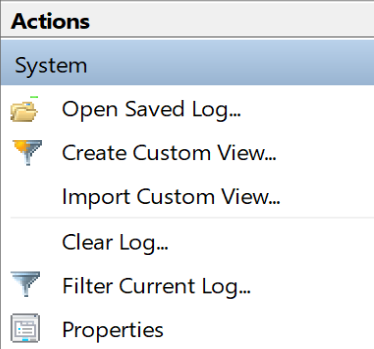 Actions
System
Open Saved Log...
Create Custom View...
Import Custom View...
Clear Log...
Filter Current Log...
Properties